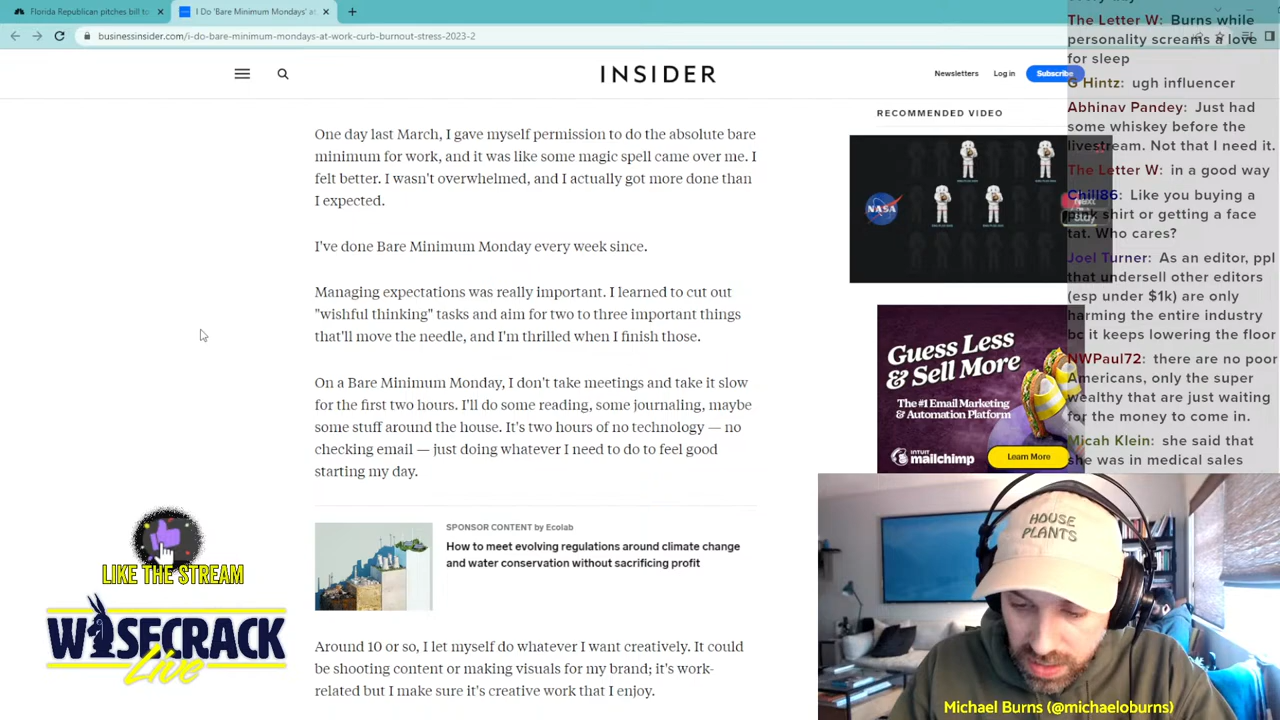 Florida Republican pitches bill to
I Do 'Bare Minimum Mondays' at
businessinsider.com/i-do-bare-minimum-mondays-at-work-curb-burnout-stress-2023-2
INSIDER
Newsletters
Log in
Subscribe
One day last March, I gave myself permission to do the absolute bare
minimum for work, and it was like some magic spell came over me. I
felt better. I wasn't overwhelmed, and I actually got more done than
I expected.
I've done Bare Minimum Monday every week since.
Managing expectations was really important. I learned to cut out
"wishful thinking" tasks and aim for two to three important things
that'll move the needle, and I'm thrilled when I finish those.
On a Bare Minimum Monday, I don't take meetings and take it slow
for the first two hours. I'll do some reading, some journaling, maybe
some stuff around the house. It's two hours of no technology — no
checking email — just doing whatever I need to do to feel good
starting my day.
SPONSOR CONTENT by Ecolab
How to meet evolving regulations around climate change
and water conservation without sacrificing profit
Around 10 or so, I let myself do whatever I want creatively. It could
be shooting content or making visuals for my brand; it's work-
related but I make sure it's creative work that I enjoy.
RECOMMENDED VIDEO
NASA
Guess Less
& Sell More
The #1 Email Marketing
& Automation Platform
INTUIT
mailchimp
Learn More
The Letter W: Burns while
personality screams a love
for sleep
G Hintz: ugh influencer
Abhinav Pandey: Just had
some whiskey before the
livestream. Not that I need it.
The Letter W: in a good way
Chill86: Like you buying a
pink shirt or getting a face
tat. Who cares?
Joel Turner: As an editor, ppl
that undersell other editors
(esp under $1k) are only
harming the entire industry
bc it keeps lowering the floor
NWPaul72: there are no poor
Americans, only the super
wealthy that are just waiting
for the money to come in.
Micah Klein: she said that
she was in medical sales
LIKE THE STREAM
WISECRACK
Live
HOUSE
PLANTS
Michael Burns (@michaeloburns)